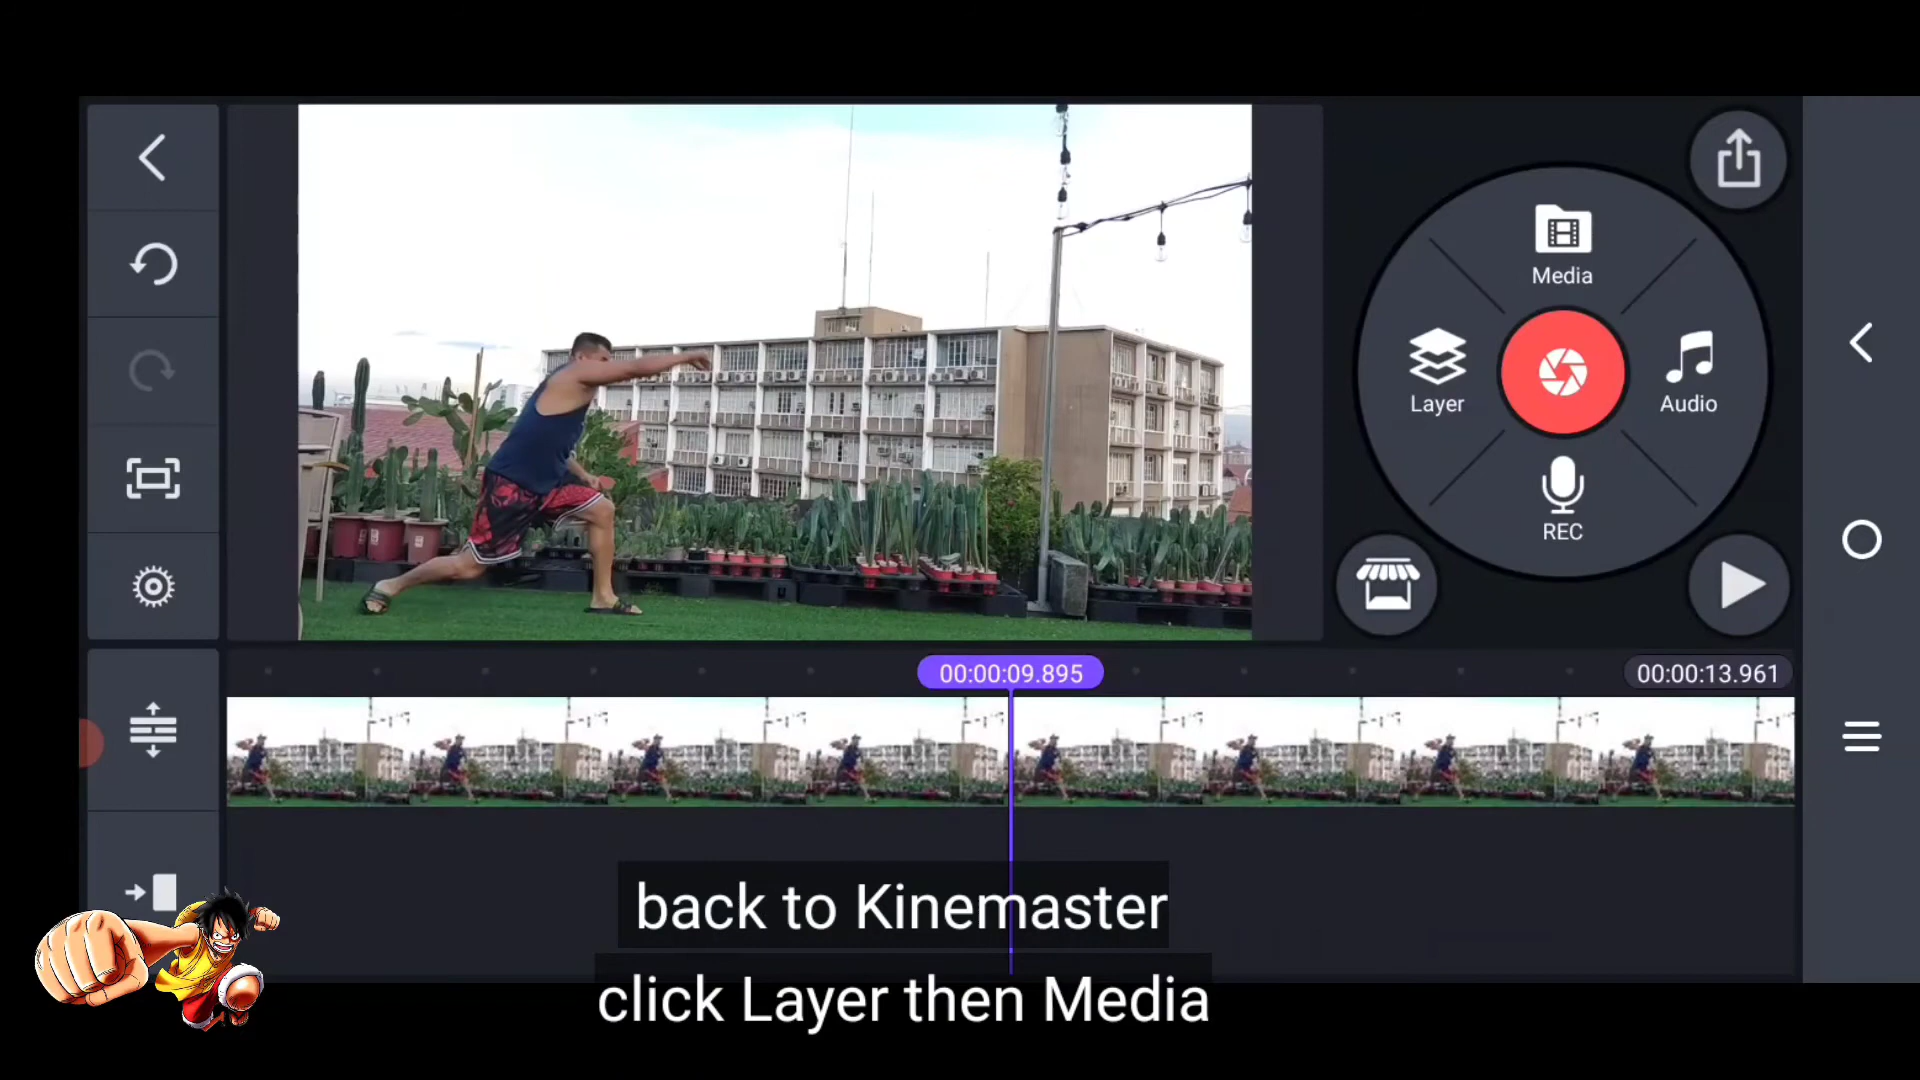 Media
Layer
Audio
REC
00:00:09.895
00:00:13.961
back to Kinemaster
click Layer then Media